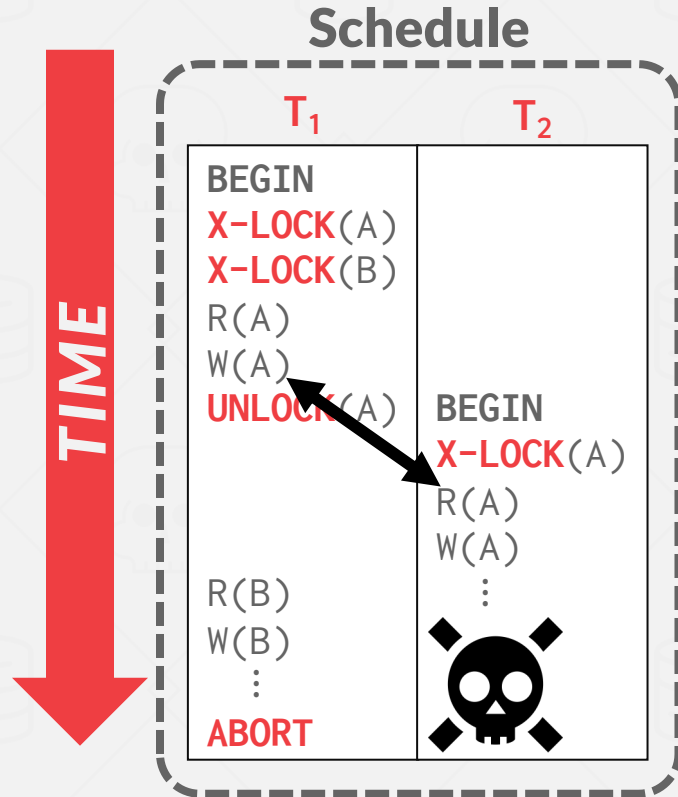 Schedule
TIME
T₁ T₂
BEGIN
X-LOCK(A)
X-LOCK(B)
R(A)
W(A)
UNLOCK(A) BEGIN
X-LOCK(A)
R(A)
W(A)
R(B) ⋮
W(B)
⋮
ABORT